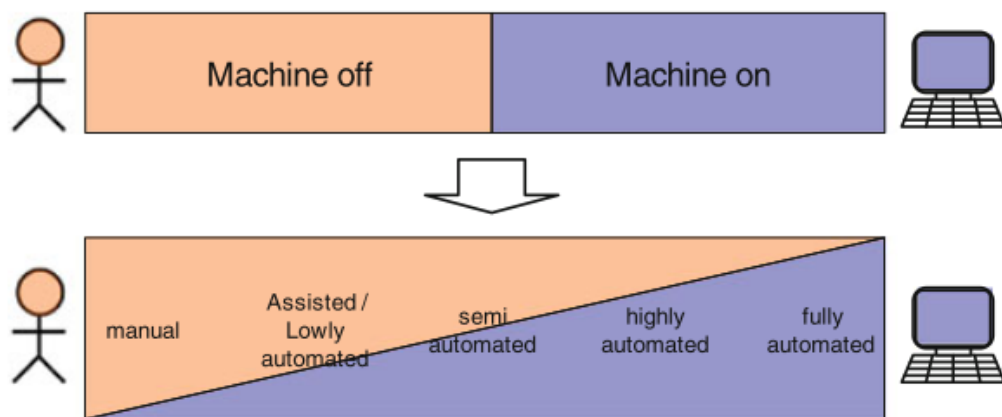 Machine off
Machine on
manual
Assisted /
Lowly
automated
semi
automated
highly
automated
fully
automated